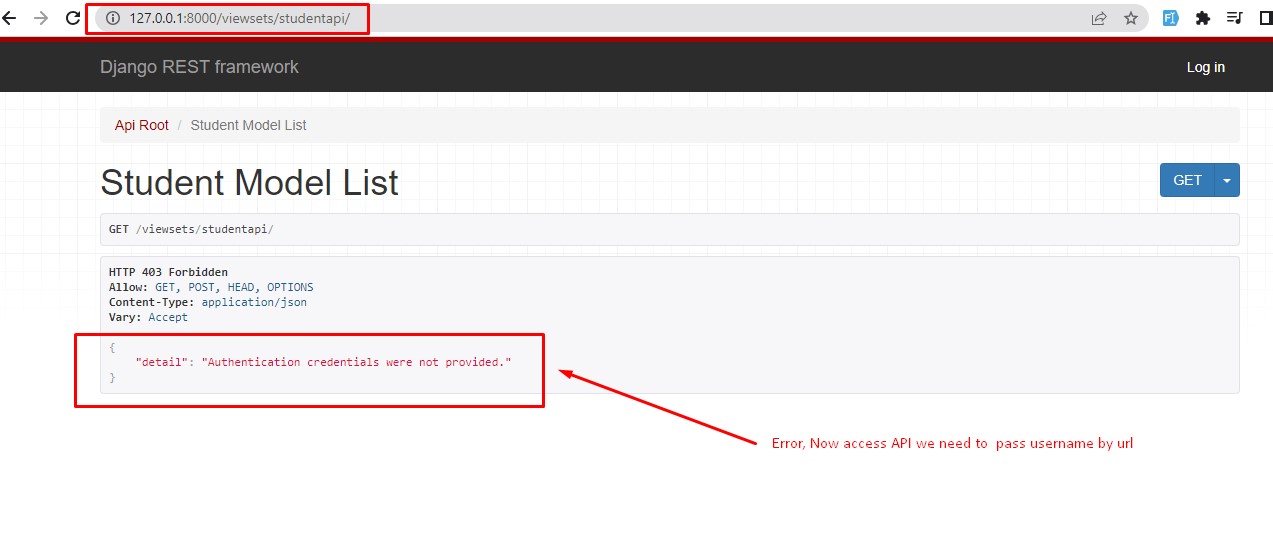 127.0.0.1:8000/viewsets/studentapi/
Django REST framework
Log in
Api Root / Student Model List
Student Model List
GET
GET /viewsets/studentapi/
HTTP 403 Forbidden
Allow: GET, POST, HEAD, OPTIONS
Content-Type: application/json
Vary: Accept
{
"detail": "Authentication credentials were not provided."
}
Error, Now access API we need to pass username by url